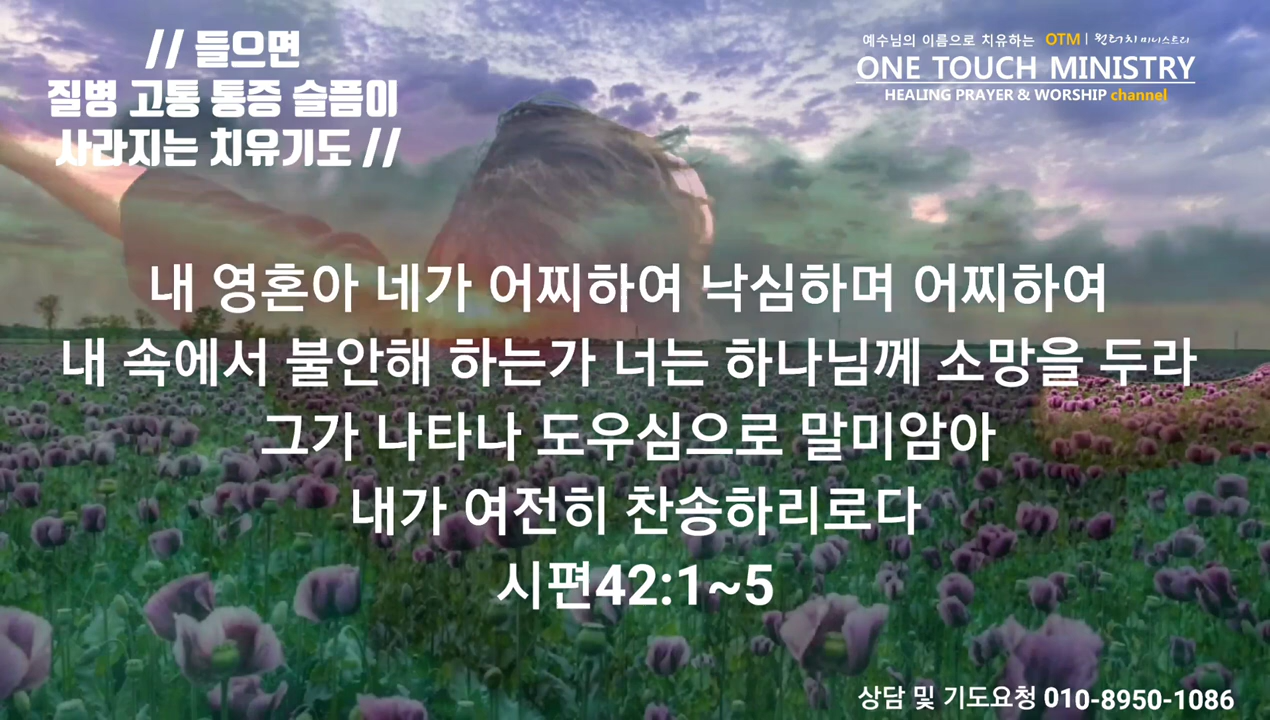 // 들으면
질병 고통 통증 슬픔이
사라지는 치유기도 //
예수님의 이름으로 치유하는 OTM | 원터치 미니스트리
ONE TOUCH MINISTRY
HEALING PRAYER & WORSHIP channel
내 영혼아 네가 어찌하여 낙심하며 어찌하여
내 속에서 불안해 하는가 너는 하나님께 소망을 두라
그가 나타나 도우심으로 말미암아
내가 여전히 찬송하리로다
시편42:1~5
상담 및 기도요청 010-8950-1086